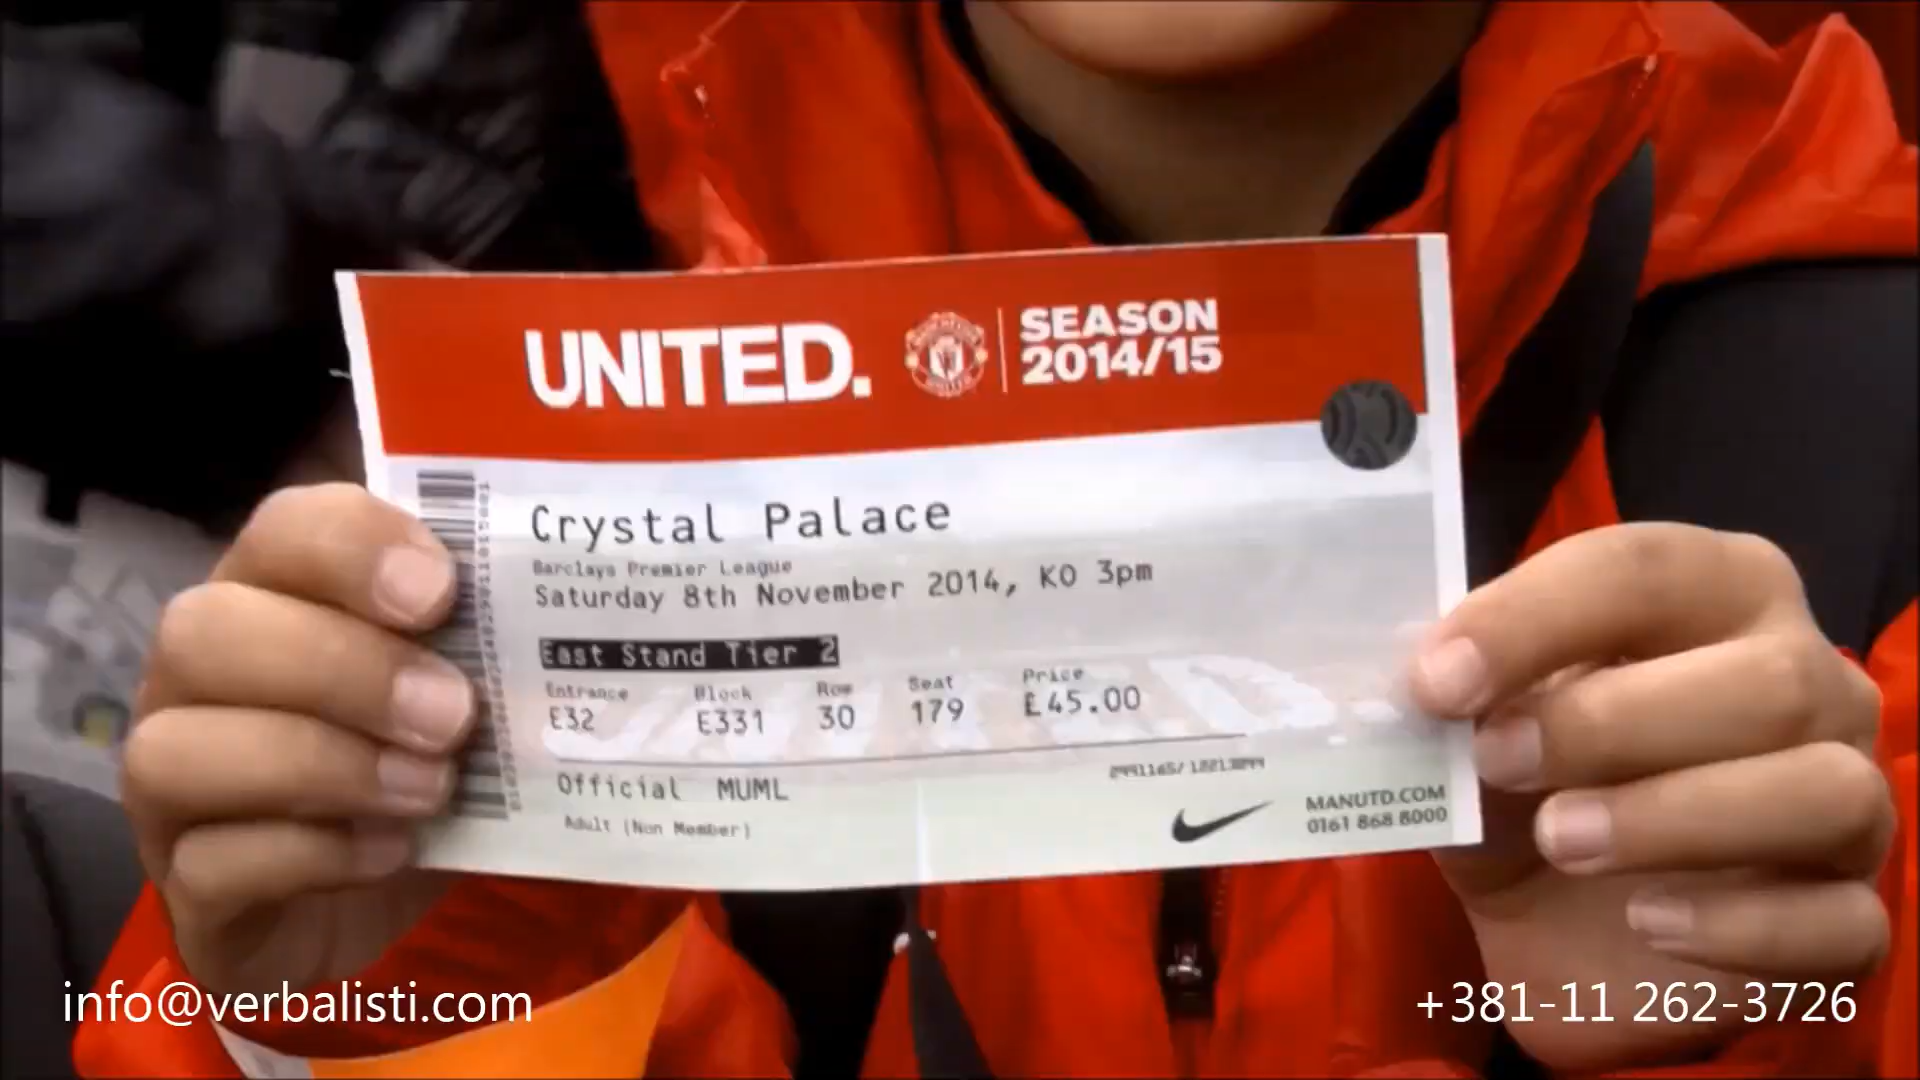 UNITED.
SEASON
2014/15
Crystal Palace
Barclays Premier League
Saturday 8th November 2014, KO 3pm
East Stand Tier 2
Entrance Block Row Seat Price
E32 E331 30 179 £45.00
Official MUML
Adult (Non Member)
MANUTD.COM
0161 868 8000
info@verbalisti.com
+381-11 262-3726